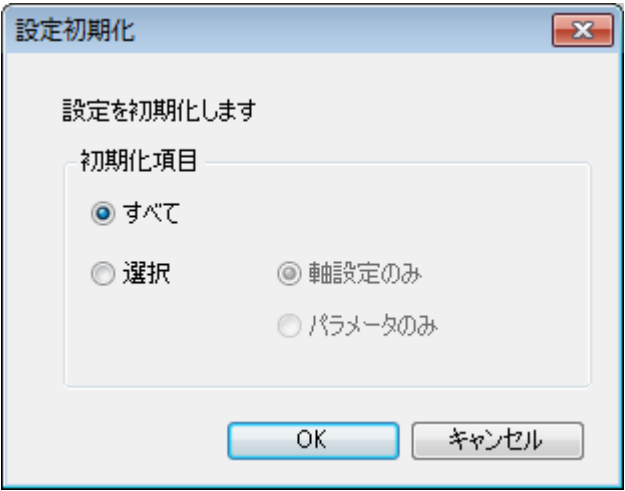 設定初期化
設定を初期化します
初期化項目
すべて
選択 軸設定のみ
パラメータのみ
OK キャンセル